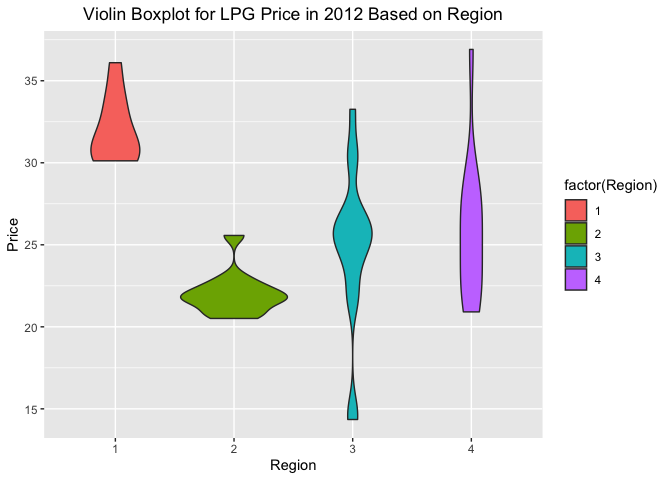 Violin Boxplot for LPG Price in 2012 Based on Region
Price
35
30
25
20
15
1 2 3 4
Region
factor(Region)
1
2
3
4